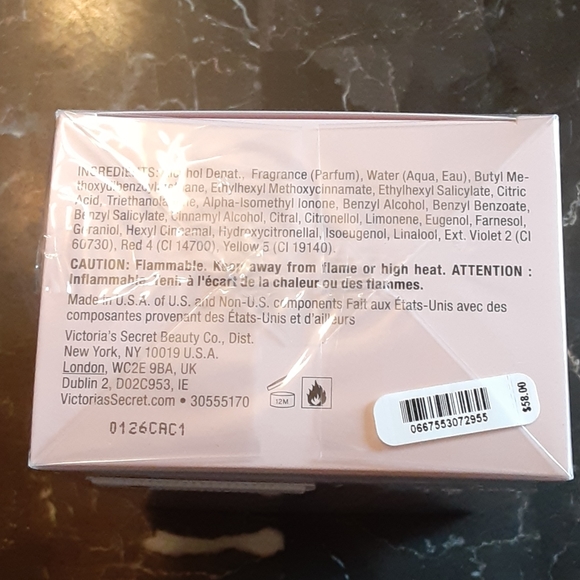 INGREDIENTS: Alcohol Denat., Fragrance (Parfum), Water (Aqua, Eau), Butyl Me-
thoxydibenzoylmethane, Ethylhexyl Methoxycinnamate, Ethylhexyl Salicylate, Citric
Acid, Triethanolamine, Alpha-Isomethyl Ionone, Benzyl Alcohol, Benzyl Benzoate,
Benzyl Salicylate, Cinnamyl Alcohol, Citral, Citronellol, Limonene, Eugenol, Farnesol,
Geraniol, Hexyl Cinnamal, Hydroxycitronellal, Isoeugenol, Linalool, Ext. Violet 2 (CI
60730), Red 4 (CI 14700), Yellow 5 (CI 19140).
CAUTION: Flammable. Keep away from flame or high heat. ATTENTION :
Inflammable. Tenir à l'écart de la chaleur ou des flammes.
Made in U.S.A. of U.S. and Non-U.S. components Fait aux États-Unis avec des
composantes provenant des États-Unis et d'ailleurs
Victoria's Secret Beauty Co., Dist.
New York, NY 10019 U.S.A.
London, WC2E 9BA, UK
Dublin 2, D02C953, IE
VictoriasSecret.com • 30555170
12M
0126CAC1
0667553072955
$58.00